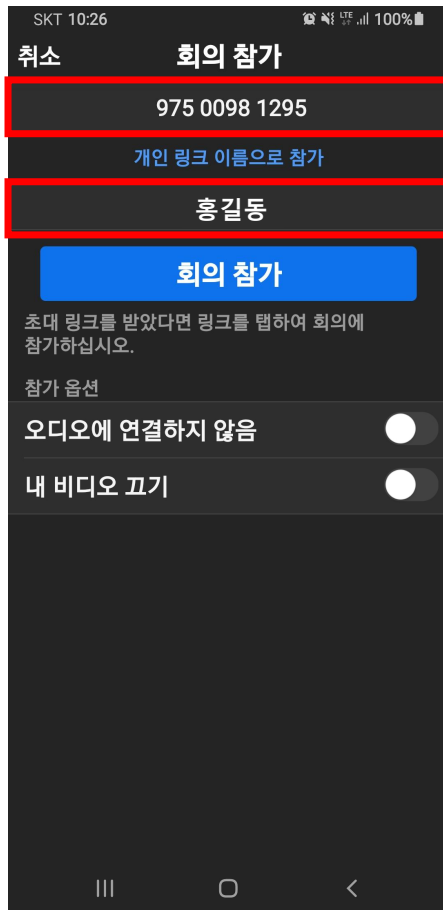 SKT 10:26 LTE 100%
취소 회의 참가
975 0098 1295
개인 링크 이름으로 참가
홍길동
회의 참가
초대 링크를 받았다면 링크를 탭하여 회의에
참가하십시오.
참가 옵션
오디오에 연결하지 않음
내 비디오 끄기